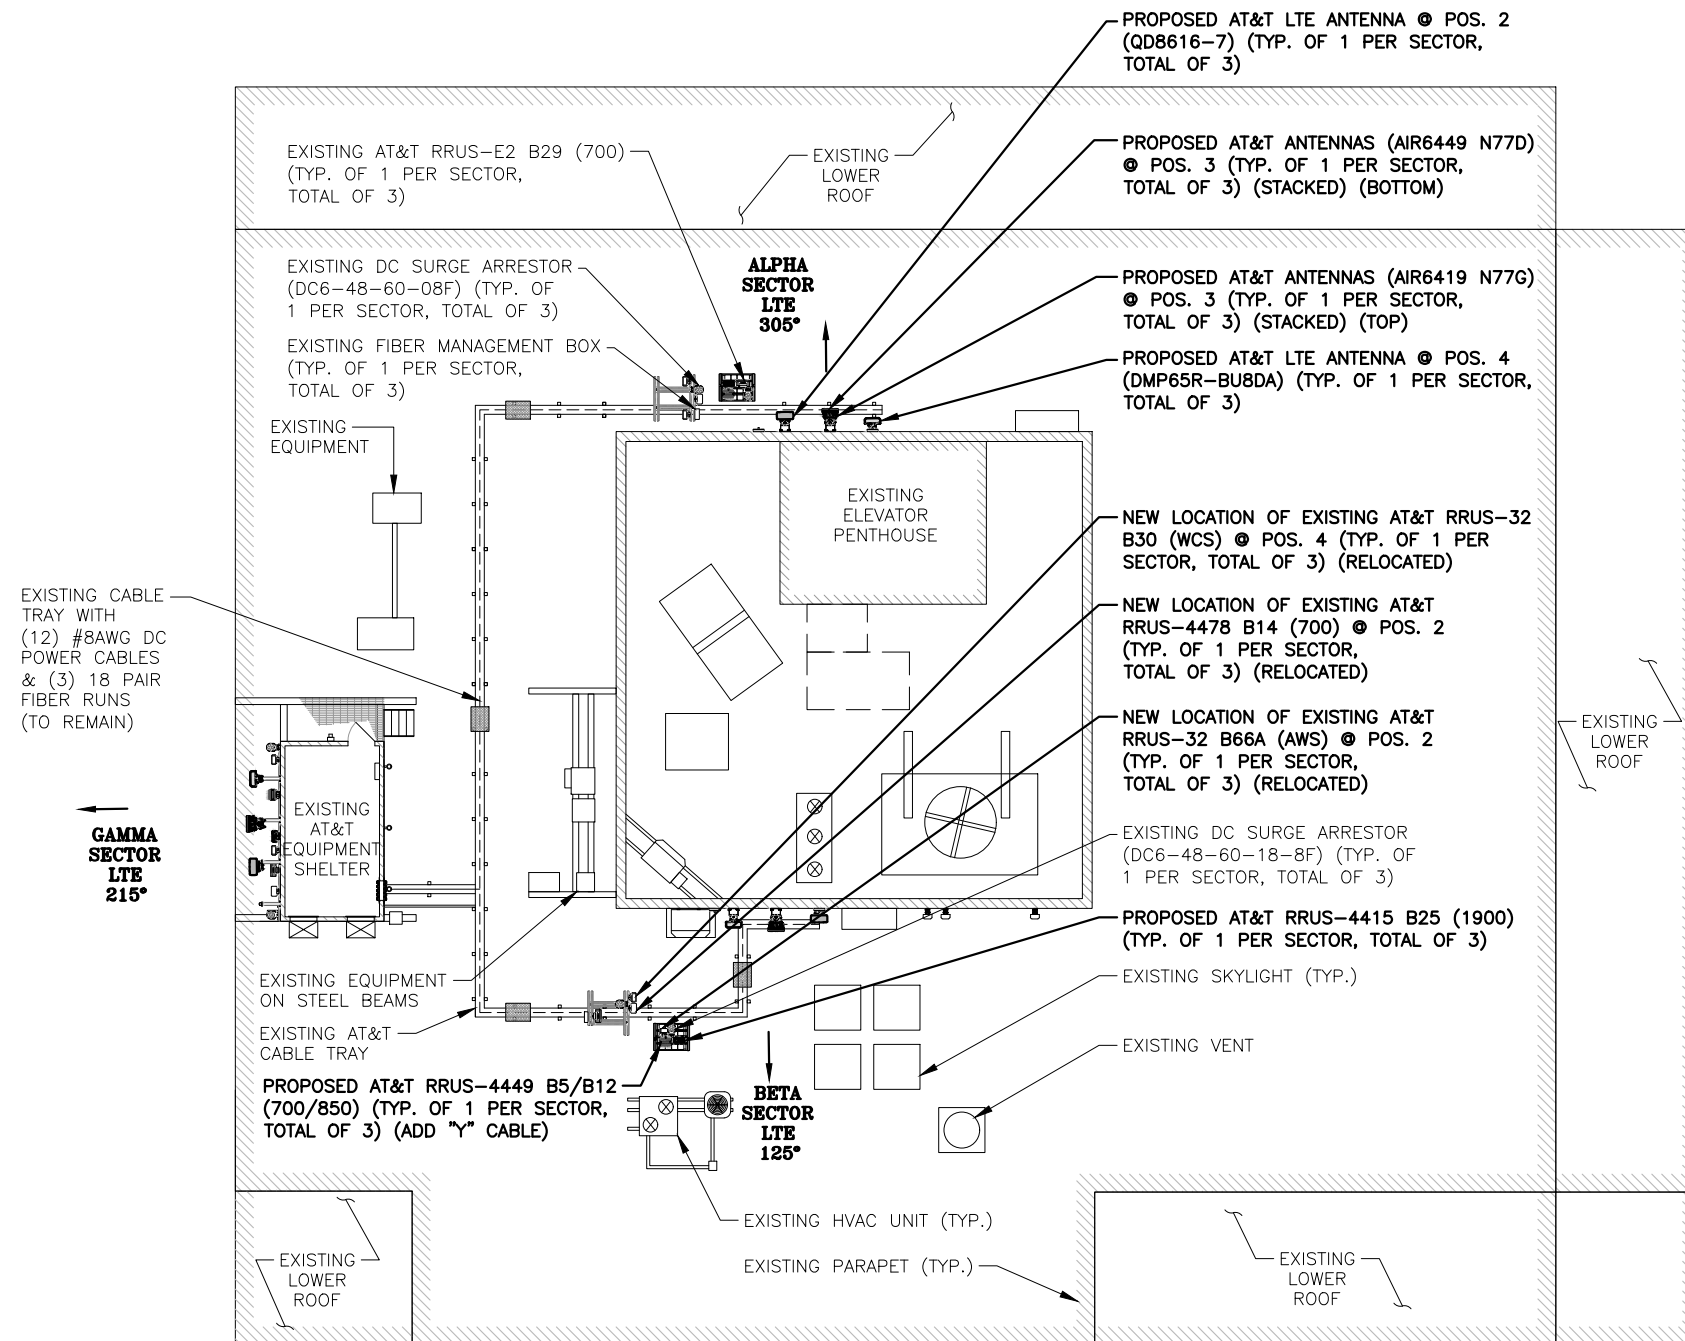 PROPOSED AT&T LTE ANTENNA @ POS. 2
(QD8616-7) (TYP. OF 1 PER SECTOR,
TOTAL OF 3)
EXISTING AT&T RRUS-E2 B29 (700)
(TYP. OF 1 PER SECTOR,
TOTAL OF 3)
EXISTING
LOWER
ROOF
PROPOSED AT&T ANTENNAS (AIR6449 N77D)
@ POS. 3 (TYP. OF 1 PER SECTOR,
TOTAL OF 3) (STACKED) (BOTTOM)
EXISTING DC SURGE ARRESTOR
(DC6-48-60-08F) (TYP. OF
1 PER SECTOR, TOTAL OF 3)
ALPHA
SECTOR
LTE
305°
PROPOSED AT&T ANTENNAS (AIR6419 N77G)
@ POS. 3 (TYP. OF 1 PER SECTOR,
TOTAL OF 3) (STACKED) (TOP)
EXISTING FIBER MANAGEMENT BOX
(TYP. OF 1 PER SECTOR,
TOTAL OF 3)
PROPOSED AT&T LTE ANTENNA @ POS. 4
(DMP65R-BU8DA) (TYP. OF 1 PER SECTOR,
TOTAL OF 3)
EXISTING
EQUIPMENT
EXISTING
ELEVATOR
PENTHOUSE
NEW LOCATION OF EXISTING AT&T RRUS-32
B30 (WCS) @ POS. 4 (TYP. OF 1 PER
SECTOR, TOTAL OF 3) (RELOCATED)
EXISTING CABLE
TRAY WITH
(12) #8AWG DC
POWER CABLES
& (3) 18 PAIR
FIBER RUNS
(TO REMAIN)
NEW LOCATION OF EXISTING AT&T
RRUS-4478 B14 (700) @ POS. 2
(TYP. OF 1 PER SECTOR,
TOTAL OF 3) (RELOCATED)
NEW LOCATION OF EXISTING AT&T
RRUS-32 B66A (AWS) @ POS. 2
(TYP. OF 1 PER SECTOR,
TOTAL OF 3) (RELOCATED)
EXISTING
LOWER
ROOF
GAMMA
SECTOR
LTE
215°
EXISTING
AT&T
EQUIPMENT
SHELTER
EXISTING DC SURGE ARRESTOR
(DC6-48-60-18-8F) (TYP. OF
1 PER SECTOR, TOTAL OF 3)
PROPOSED AT&T RRUS-4415 B25 (1900)
(TYP. OF 1 PER SECTOR, TOTAL OF 3)
EXISTING EQUIPMENT
ON STEEL BEAMS
EXISTING SKYLIGHT (TYP.)
EXISTING AT&T
CABLE TRAY
EXISTING VENT
PROPOSED AT&T RRUS-4449 B5/B12
(700/850) (TYP. OF 1 PER SECTOR,
TOTAL OF 3) (ADD "Y" CABLE)
BETA
SECTOR
LTE
125°
EXISTING HVAC UNIT (TYP.)
EXISTING PARAPET (TYP.)
EXISTING
LOWER
ROOF
EXISTING
LOWER
ROOF